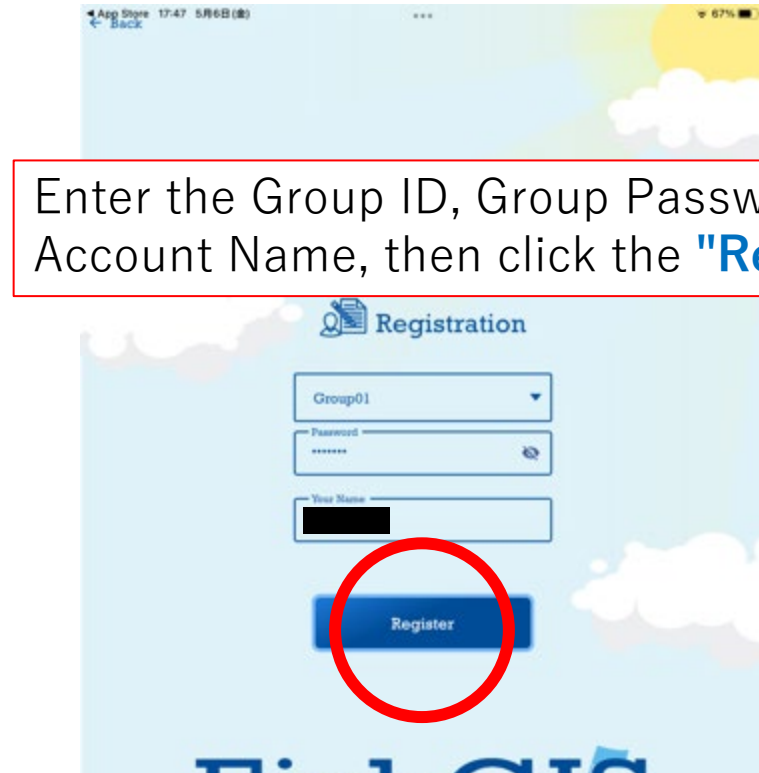 App Store 17:47 5月6日(金) 67%
← Back
Enter the Group ID, Group Passw
Account Name, then click the "Re
Registration
Group01
Password
•••••••
Your Name
Register
GIS